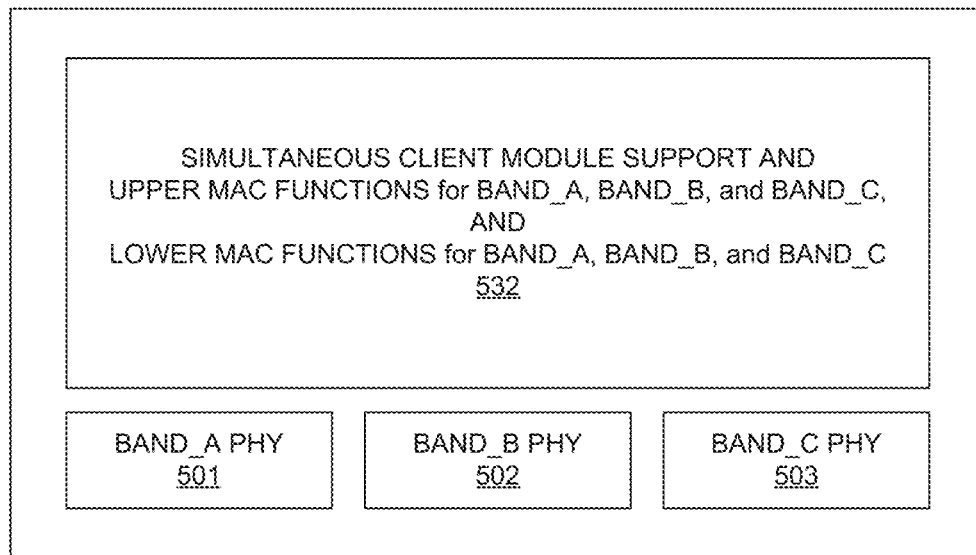 SIMULTANEOUS CLIENT MODULE SUPPORT AND
UPPER MAC FUNCTIONS for BAND_A, BAND_B, and BAND_C,
AND
LOWER MAC FUNCTIONS for BAND_A, BAND_B, and BAND_C
532
BAND_A PHY
501
BAND_B PHY
502
BAND_C PHY
503